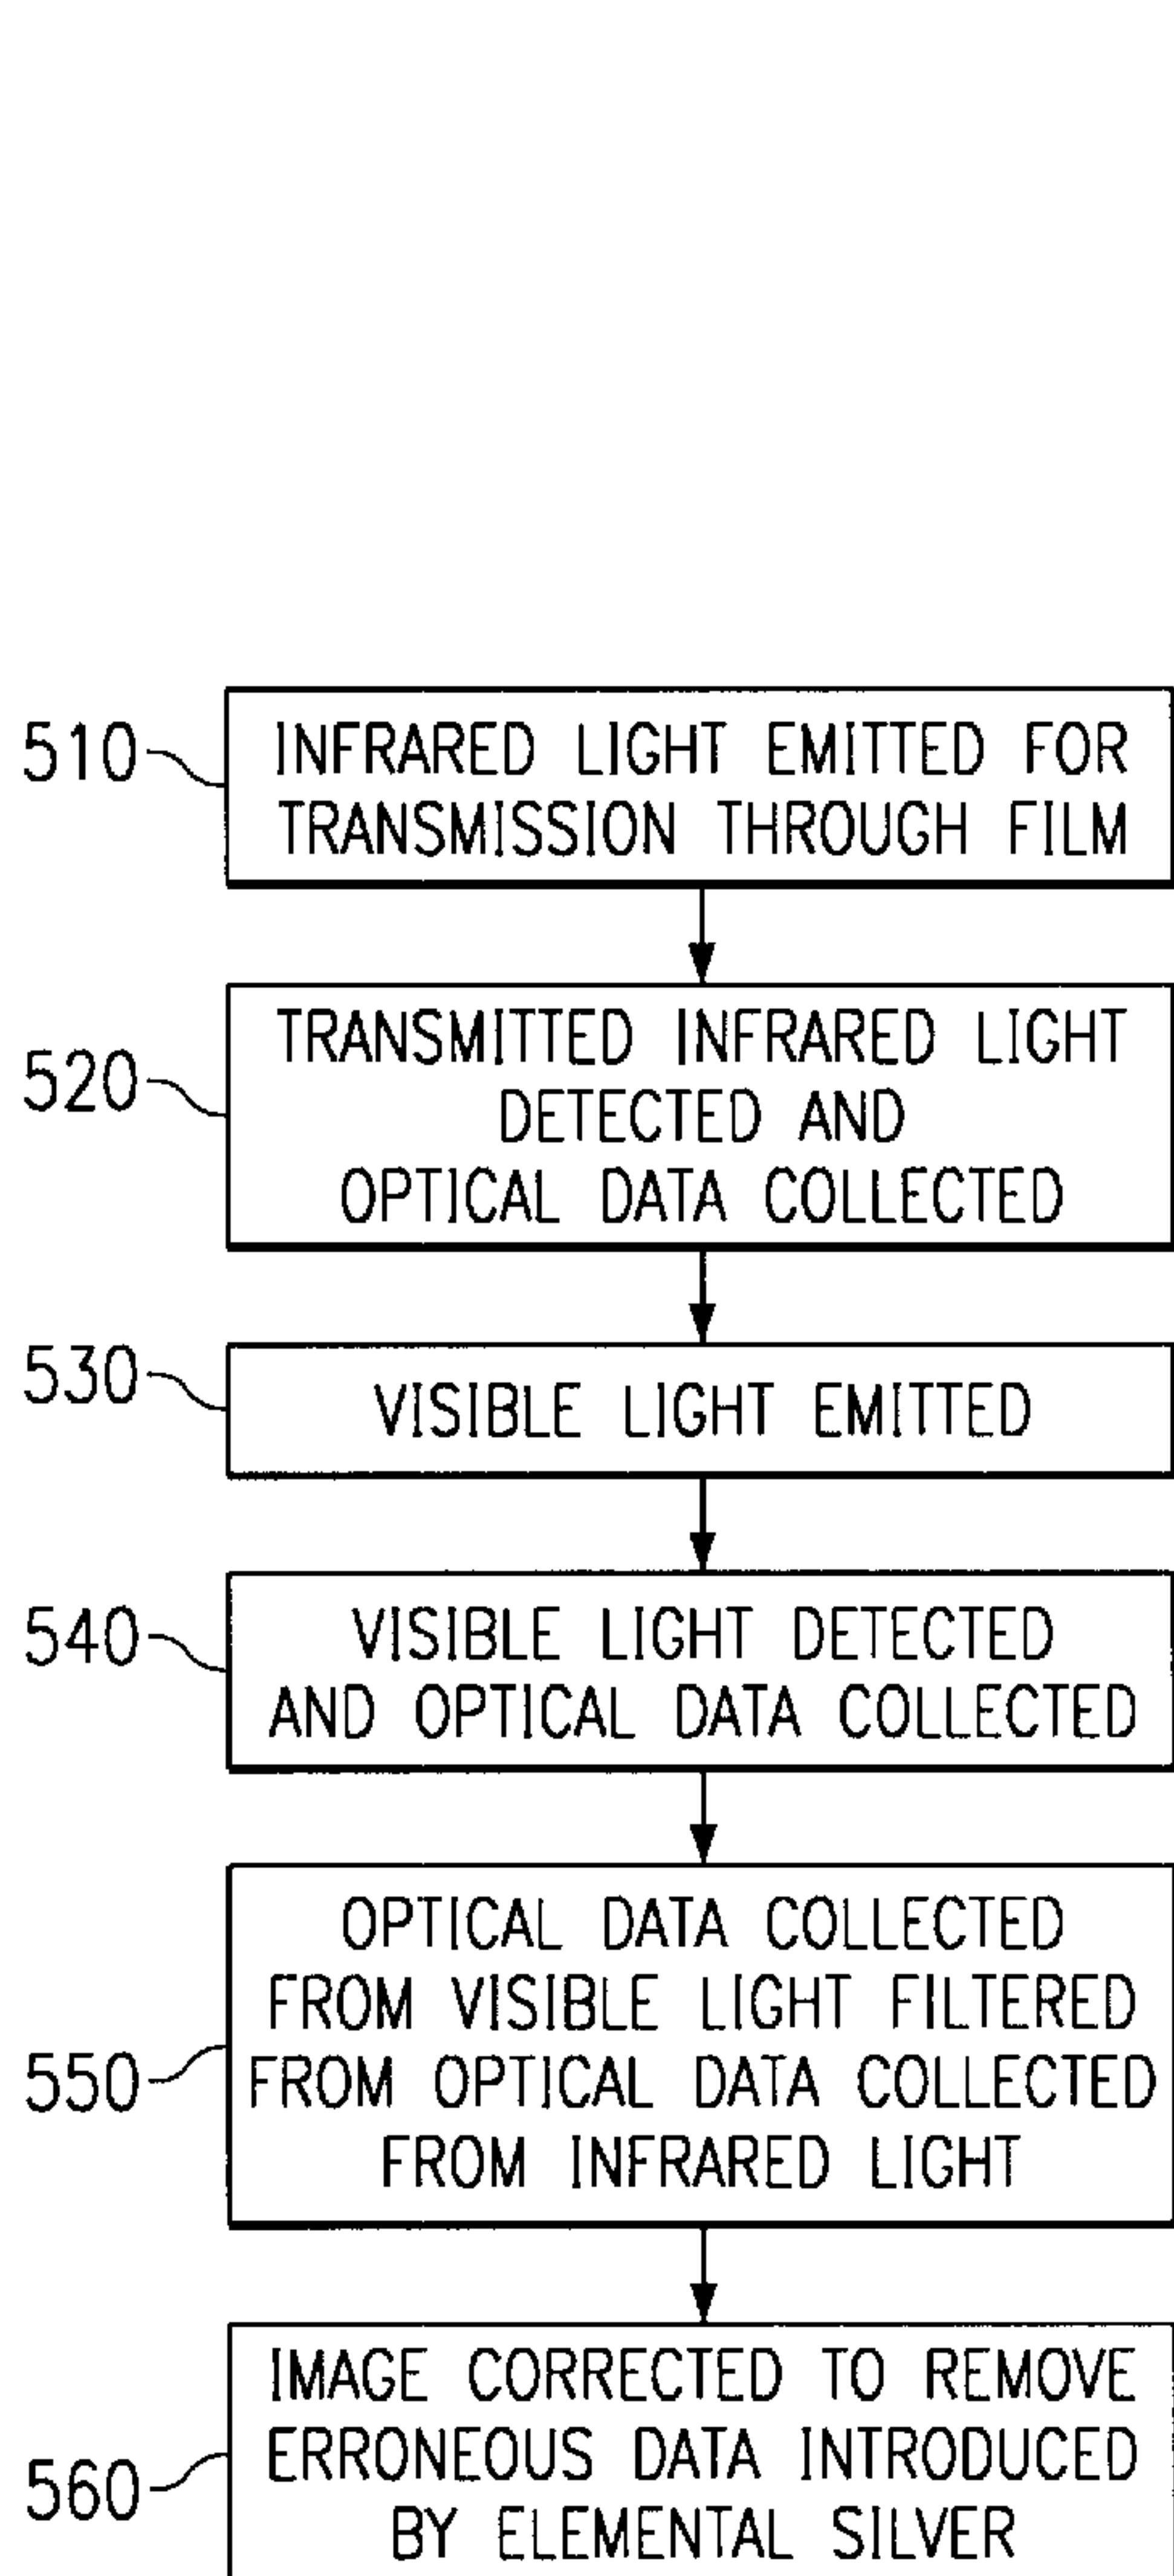 510
INFRARED LIGHT EMITTED FOR
TRANSMISSION THROUGH FILM
520
TRANSMITTED INFRARED LIGHT
DETECTED AND
OPTICAL DATA COLLECTED
530
VISIBLE LIGHT EMITTED
540
VISIBLE LIGHT DETECTED
AND OPTICAL DATA COLLECTED
550
OPTICAL DATA COLLECTED
FROM VISIBLE LIGHT FILTERED
FROM OPTICAL DATA COLLECTED
FROM INFRARED LIGHT
560
IMAGE CORRECTED TO REMOVE
ERRONEOUS DATA INTRODUCED
BY ELEMENTAL SILVER